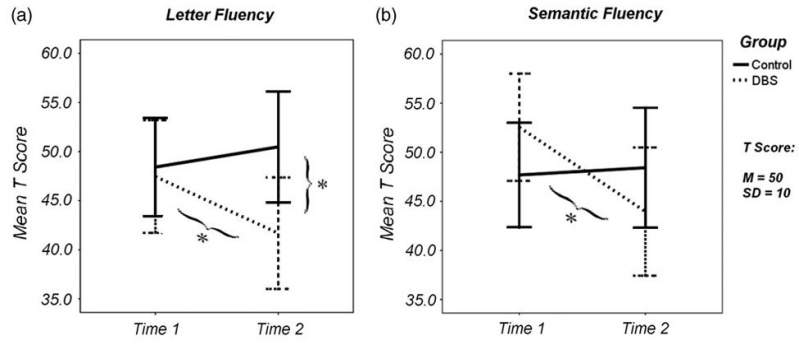 (a)
Letter Fluency
Mean T Score
60.0
55.0
50.0
45.0
40.0
35.0
*
*
Time 1
Time 2
(b)
Semantic Fluency
Mean T Score
60.0
55.0
50.0
45.0
40.0
35.0
*
Time 1
Time 2
Group
Control
DBS
T Score:
M = 50
SD = 10